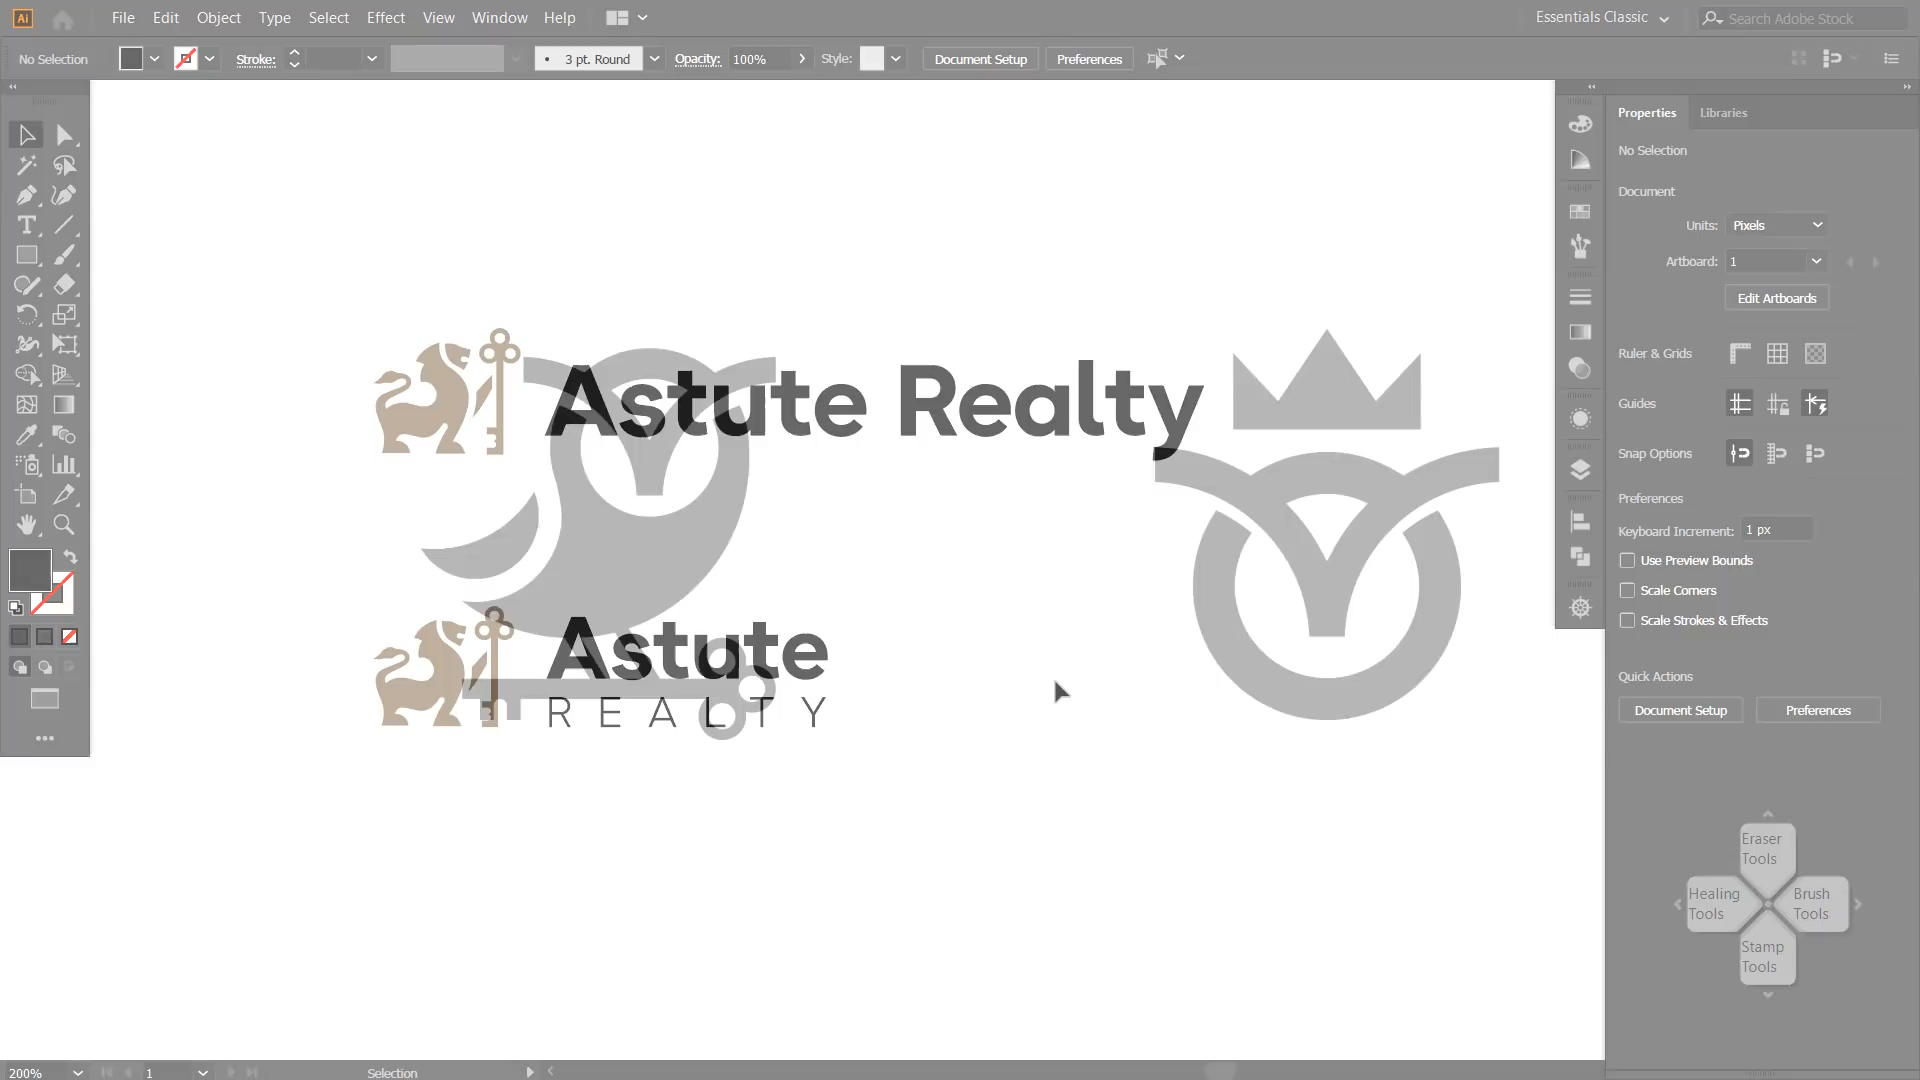 Ai File Edit Object Type Select Effect View Window Help Essentials Classic Search Adobe Stock
No Selection Stroke: 3 pt. Round Opacity: 100% Style: Document Setup Preferences
Properties Libraries
No Selection
Document
Units: Pixels
Artboard: 1
Edit Artboards
Ruler & Grids
Guides
Snap Options
Preferences
Keyboard Increment: 1 px
Use Preview Bounds
Scale Corners
Scale Strokes & Effects
Quick Actions
Document Setup Preferences
Astute Realty
Astute
REALTY
Eraser
Tools
Healing
Tools
Brush
Tools
Stamp
Tools
200% 1 Selection